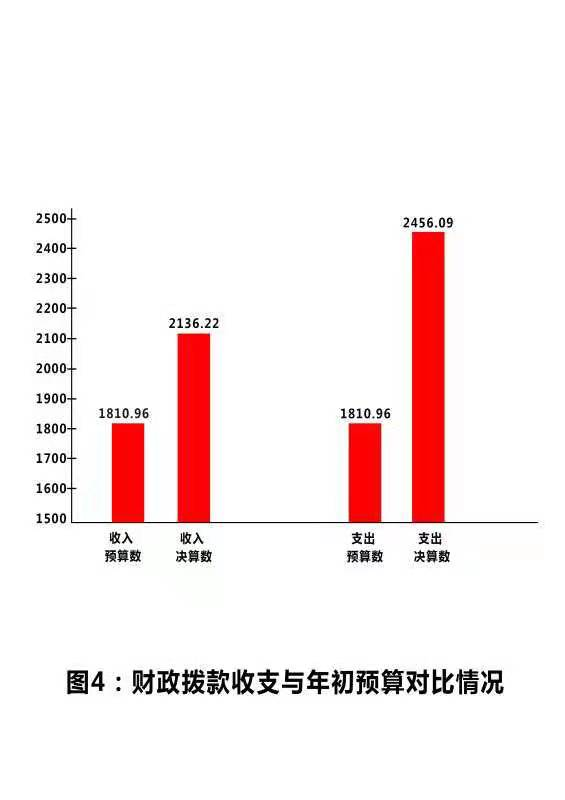 2500
2400
2300
2200
2100
2000
1900
1800
1700
1600
1500
1810.96
2136.22
1810.96
2456.09
收入
预算数
收入
决算数
支出
预算数
支出
决算数
图4：财政拨款收支与年初预算对比情况